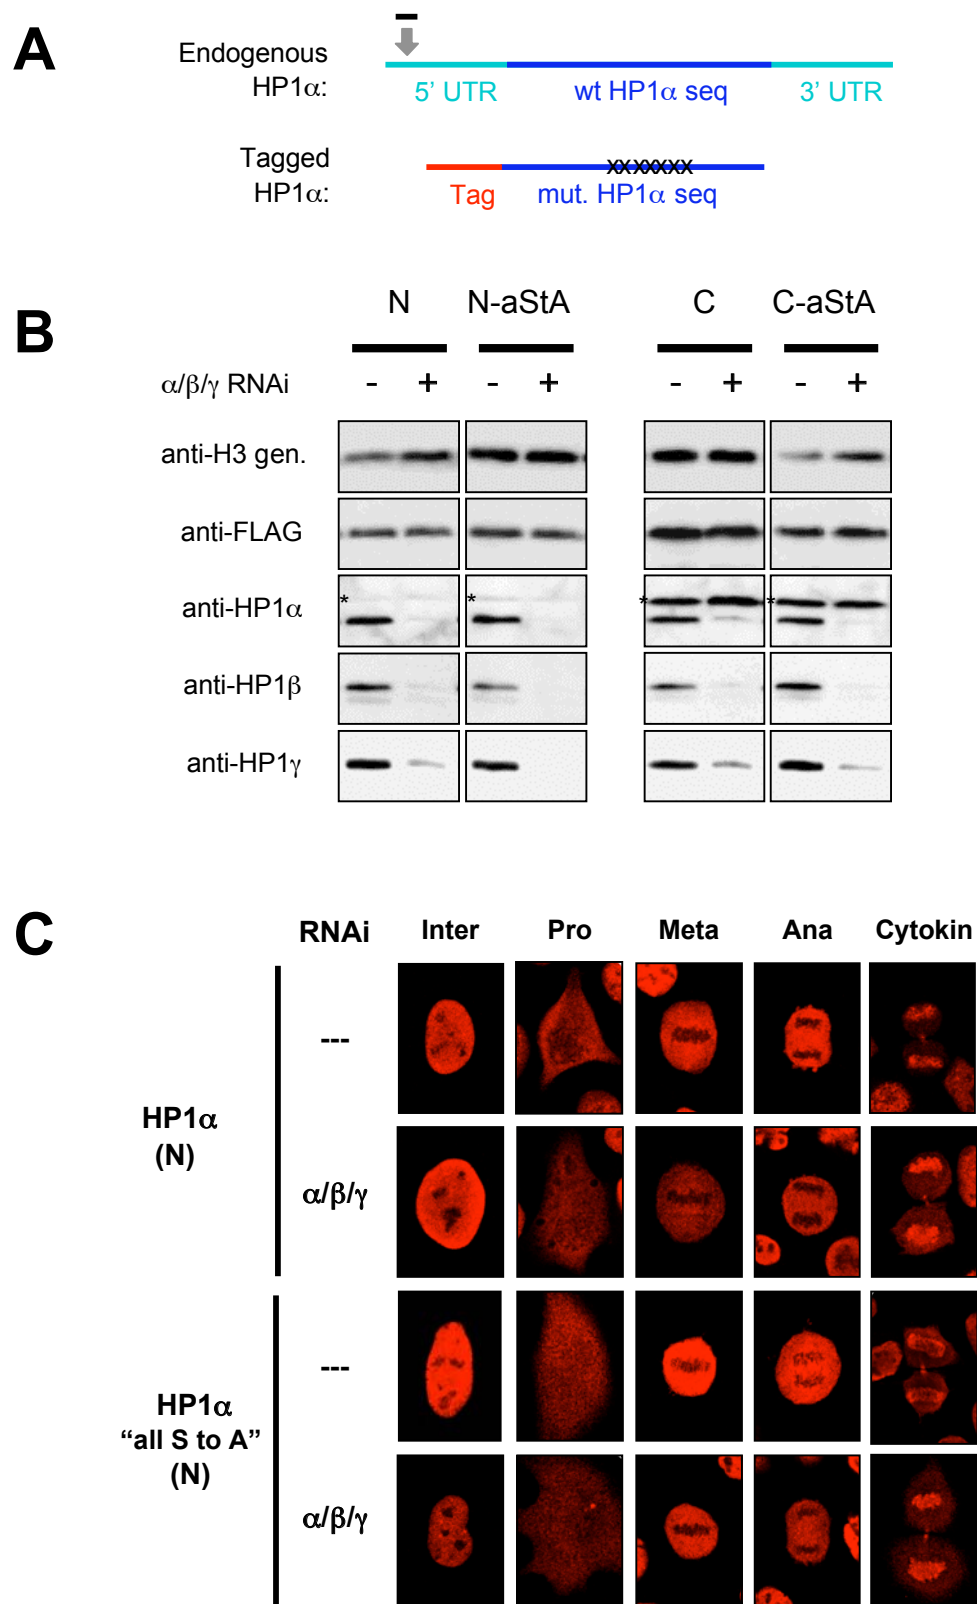 A
Endogenous
HP1α:
5' UTR
wt HP1α seq
3' UTR
Tagged
HP1α:
XXXXXXX
Tag
mut. HP1α seq
B
N
N-aStA
C
C-aStA
α/β/γ RNAi
- + - + - + - +
anti-H3 gen.
anti-FLAG
anti-HP1α
* * * *
anti-HP1β
anti-HP1γ
C
RNAi Inter Pro Meta Ana Cytokin
---
HP1α
(N)
α/β/γ
---
HP1α
“all S to A”
(N)
α/β/γ